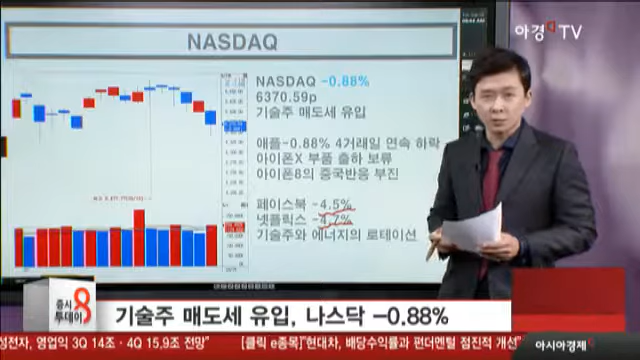 아경TV
NASDAQ
NASDAQ -0.88%
6370.59p
기술주 매도세 유입
애플-0.88% 4거래일 연속 하락
아이폰X 부품 출하 보류
아이폰8의 중국반응 부진
페이스북 -4.5%
넷플릭스 -4.7%
기술주와 에너지의 로테이션
증시
투데이
8
기술주 매도세 유입, 나스닥 -0.88%
성전자, 영업익 3Q 14조·4Q 15.9조 전망" [클릭 e종목]"현대차, 배당수익률과 펀더멘털 점진적 개선"
아시아경제